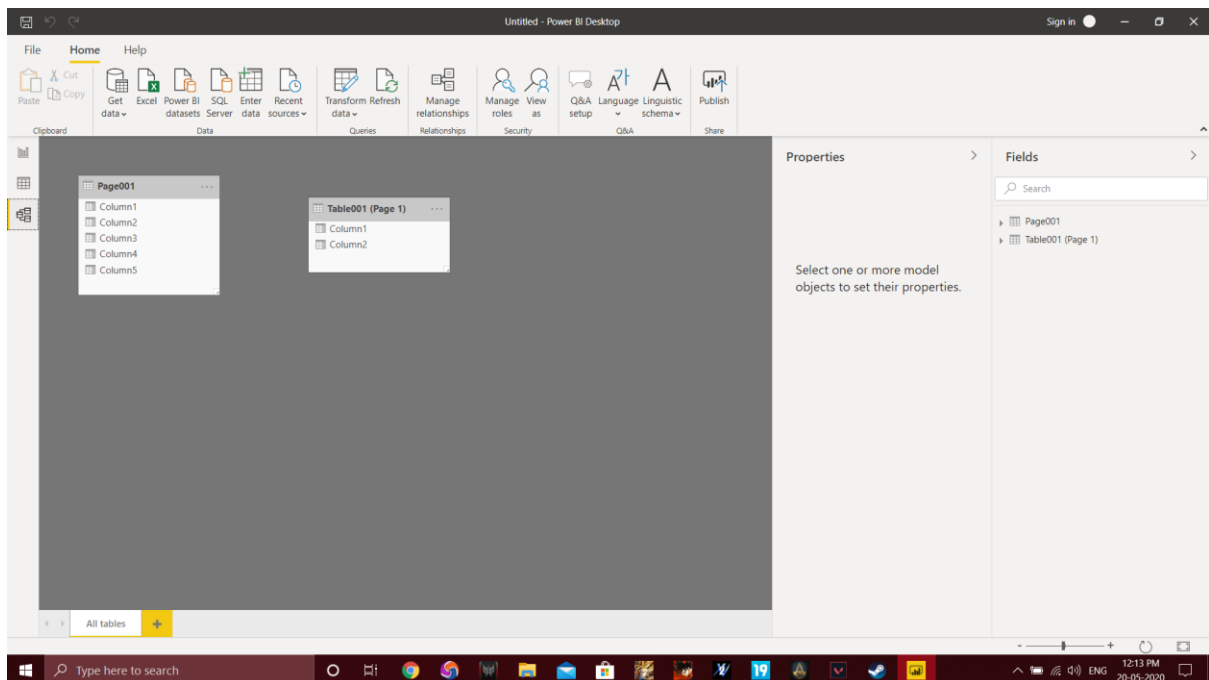 Untitled - Power BI Desktop
Sign in
File Home Help
Paste
Cut
Copy
Get data
Excel
Power BI datasets
SQL Server
Enter data
Recent sources
Transform data
Refresh
Manage relationships
Manage roles
View as
Q&A setup
Language
Linguistic schema
Publish
Clipboard
Data
Queries
Relationships
Security
Q&A
Share
Page001
Column1
Column2
Column3
Column4
Column5
Table001 (Page 1)
Column1
Column2
Properties
Select one or more model
objects to set their properties.
Fields
Search
Page001
Table001 (Page 1)
All tables
Type here to search
19
ENG
12:13 PM
20-05-2020